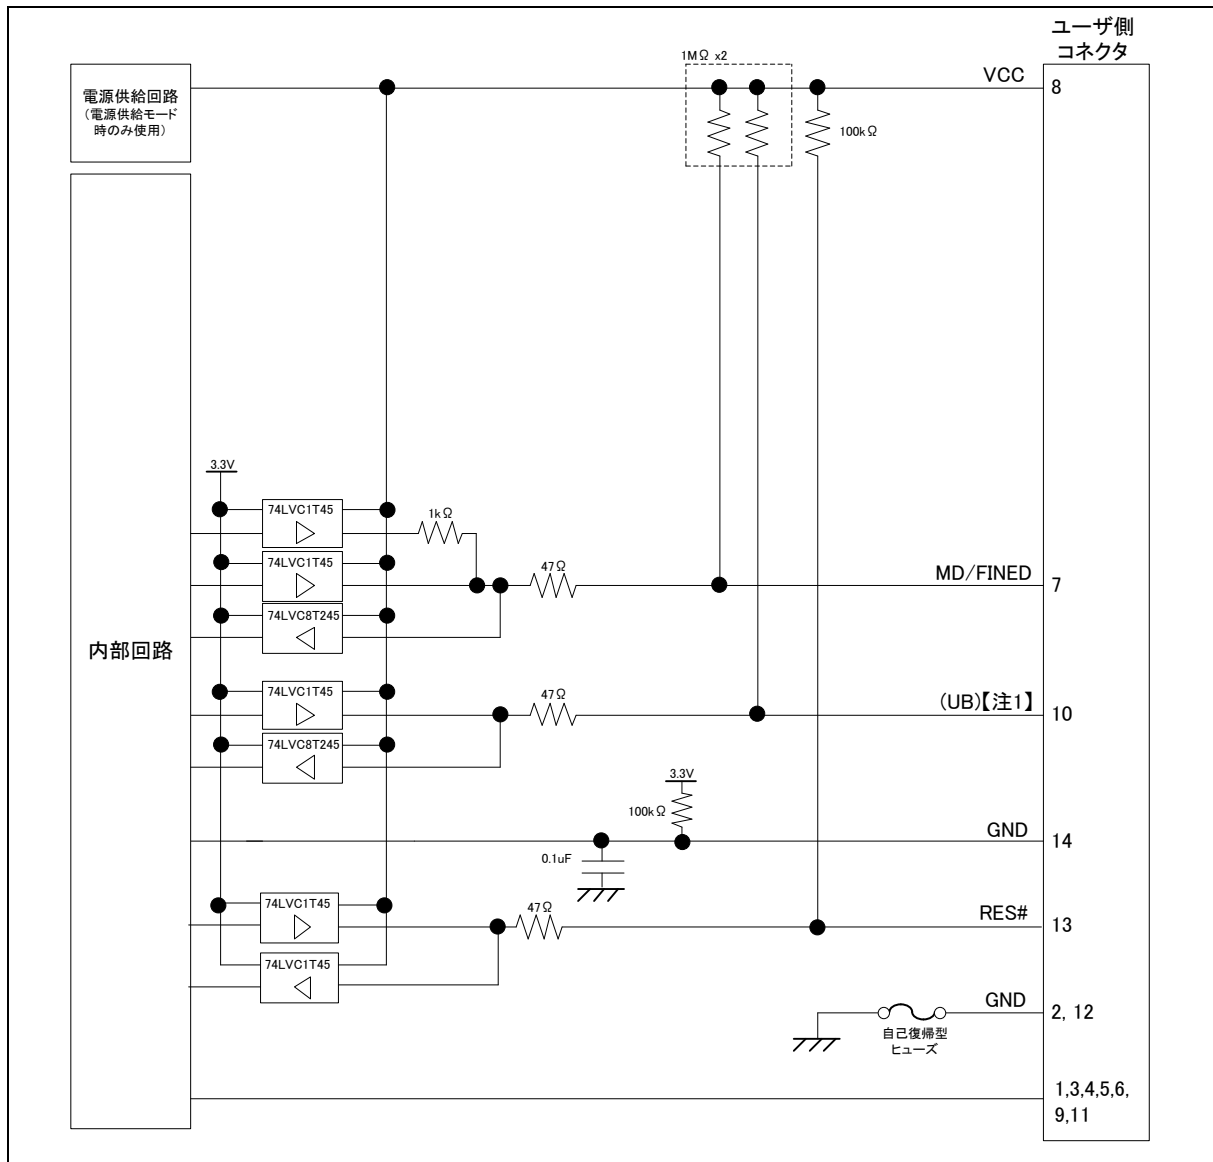 ユーザ側
コネクタ
1MΩ x2
VCC
8
電源供給回路
(電源供給モード
時のみ使用)
100kΩ
3.3V
74LVC1T45
1kΩ
74LVC1T45
47Ω
MD/FINED
7
74LVC8T245
内部回路
74LVC1T45
47Ω
(UB)【注1】
10
74LVC8T245
3.3V
100kΩ
GND
14
0.1uF
74LVC1T45
47Ω
RES#
13
74LVC1T45
GND
2, 12
自己復帰型
ヒューズ
1,3,4,5,6,
9,11